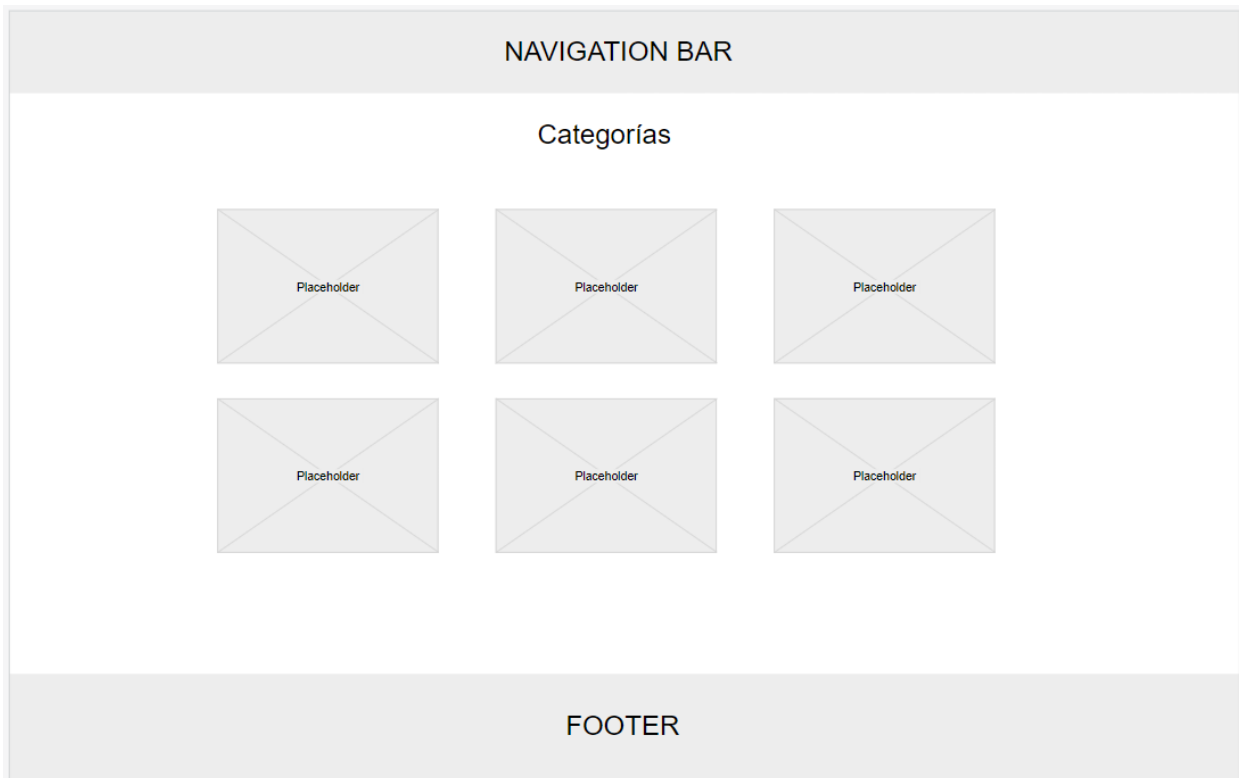 NAVIGATION BAR
Categorías
Placeholder
Placeholder
Placeholder
Placeholder
Placeholder
Placeholder
FOOTER